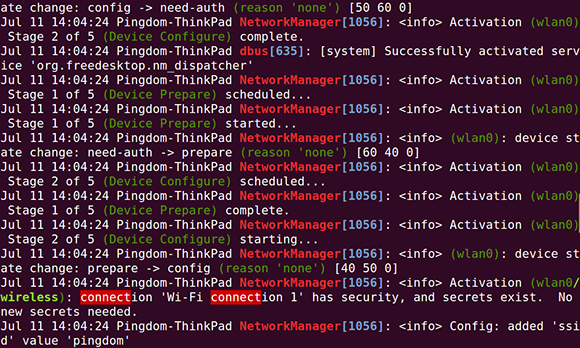 ate change: config -> need-auth (reason 'none') [50 60 0]
Jul 11 14:04:24 Pingdom-ThinkPad NetworkManager[1056]: <info> Activation (wlan0)
 Stage 2 of 5 (Device Configure) complete.
Jul 11 14:04:24 Pingdom-ThinkPad dbus[635]: [system] Successfully activated serv
ice 'org.freedesktop.nm_dispatcher'
Jul 11 14:04:24 Pingdom-ThinkPad NetworkManager[1056]: <info> Activation (wlan0)
 Stage 1 of 5 (Device Prepare) scheduled...
Jul 11 14:04:24 Pingdom-ThinkPad NetworkManager[1056]: <info> Activation (wlan0)
 Stage 1 of 5 (Device Prepare) started...
Jul 11 14:04:24 Pingdom-ThinkPad NetworkManager[1056]: <info> (wlan0): device st
ate change: need-auth -> prepare (reason 'none') [60 40 0]
Jul 11 14:04:24 Pingdom-ThinkPad NetworkManager[1056]: <info> Activation (wlan0)
 Stage 2 of 5 (Device Configure) scheduled...
Jul 11 14:04:24 Pingdom-ThinkPad NetworkManager[1056]: <info> Activation (wlan0)
 Stage 1 of 5 (Device Prepare) complete.
Jul 11 14:04:24 Pingdom-ThinkPad NetworkManager[1056]: <info> Activation (wlan0)
 Stage 2 of 5 (Device Configure) starting...
Jul 11 14:04:24 Pingdom-ThinkPad NetworkManager[1056]: <info> (wlan0): device st
ate change: prepare -> config (reason 'none') [40 50 0]
Jul 11 14:04:24 Pingdom-ThinkPad NetworkManager[1056]: <info> Activation (wlan0/
wireless): connection 'Wi-Fi connection 1' has security, and secrets exist.  No
new secrets needed.
Jul 11 14:04:24 Pingdom-ThinkPad NetworkManager[1056]: <info> Config: added 'ssi
d' value 'pingdom'